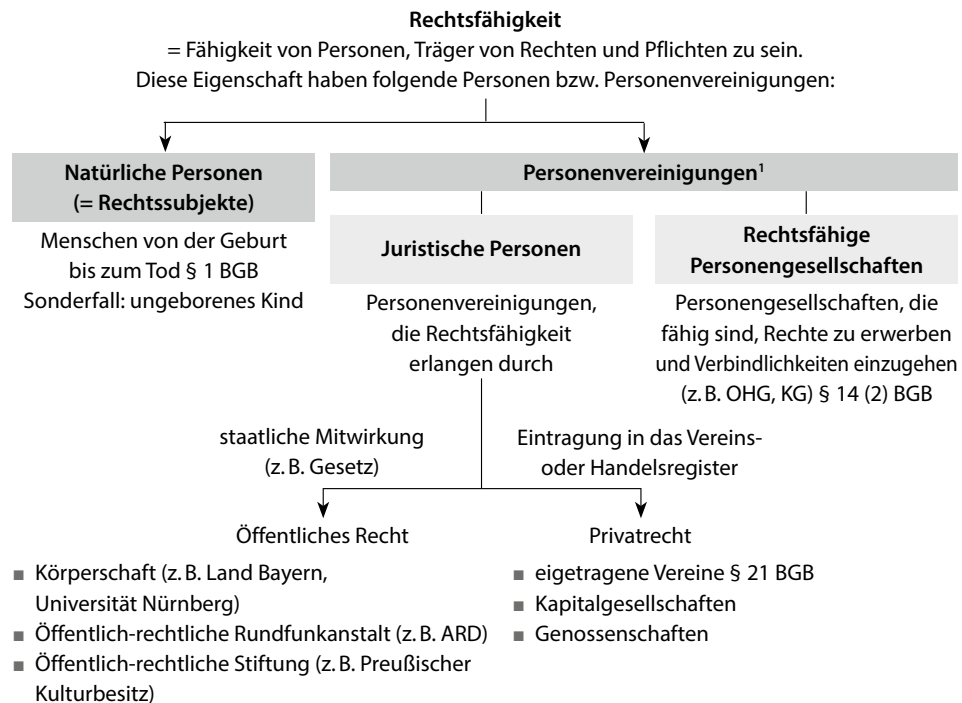 Rechtsfähigkeit
= Fähigkeit von Personen, Träger von Rechten und Pflichten zu sein.
Diese Eigenschaft haben folgende Personen bzw. Personenvereinigungen:
Natürliche Personen
(= Rechtssubjekte)
Menschen von der Geburt
bis zum Tod § 1 BGB
Sonderfall: ungeborenes Kind
Personenvereinigungen¹
Juristische Personen
Personenvereinigungen,
die Rechtsfähigkeit
erlangen durch
Rechtsfähige
Personengesellschaften
Personengesellschaften, die
fähig sind, Rechte zu erwerben
und Verbindlichkeiten einzugehen
(z. B. OHG, KG) § 14 (2) BGB
staatliche Mitwirkung
(z. B. Gesetz)
Eintragung in das Vereins-
oder Handelsregister
Öffentliches Recht
■ Körperschaft (z. B. Land Bayern,
Universität Nürnberg)
■ Öffentlich-rechtliche Rundfunkanstalt (z. B. ARD)
■ Öffentlich-rechtliche Stiftung (z. B. Preußischer
Kulturbesitz)
Privatrecht
■ eigetragene Vereine § 21 BGB
■ Kapitalgesellschaften
■ Genossenschaften